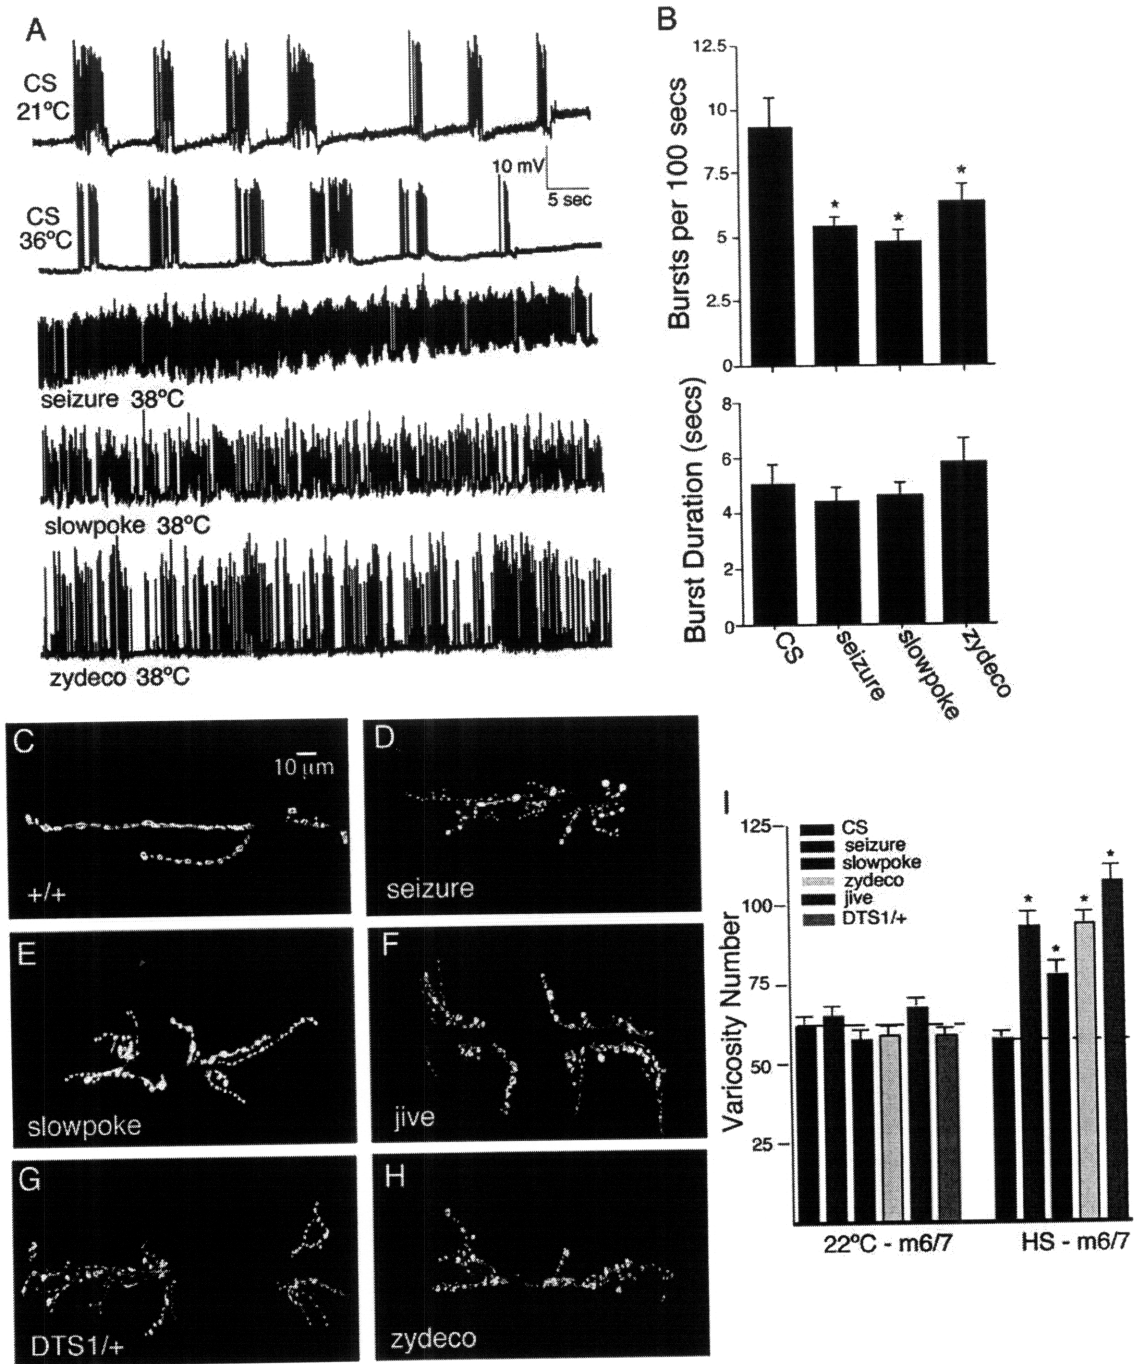 A
CS
21ºC
10 mV
5 sec
CS
36ºC
seizure 38ºC
slowpoke 38ºC
zydeco 38ºC
B
Bursts per 100 secs
12.5
10
7.5
5
2.5
0
* * *
Burst Duration (secs)
8
6
4
2
0
CS
seizure
slowpoke
zydeco
C
10 µm
+/+
D
seizure
E
slowpoke
F
jive
G
DTS1/+
H
zydeco
I
Varicosity Number
125
100
75
50
25
CS
seizure
slowpoke
zydeco
jive
DTS1/+
* * * *
22ºC - m6/7
HS - m6/7